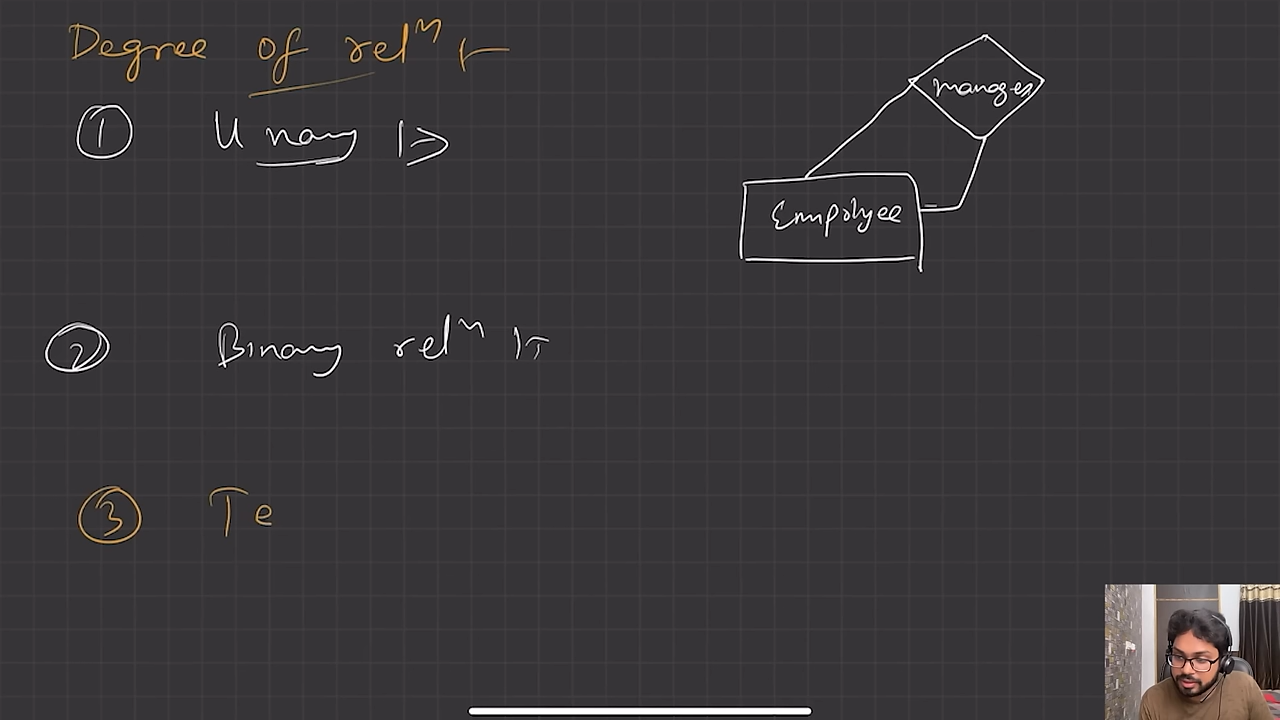 Degree of relⁿ :-
① Unary :⇒
② Binary relⁿ :-
③ Te
manages
Employee